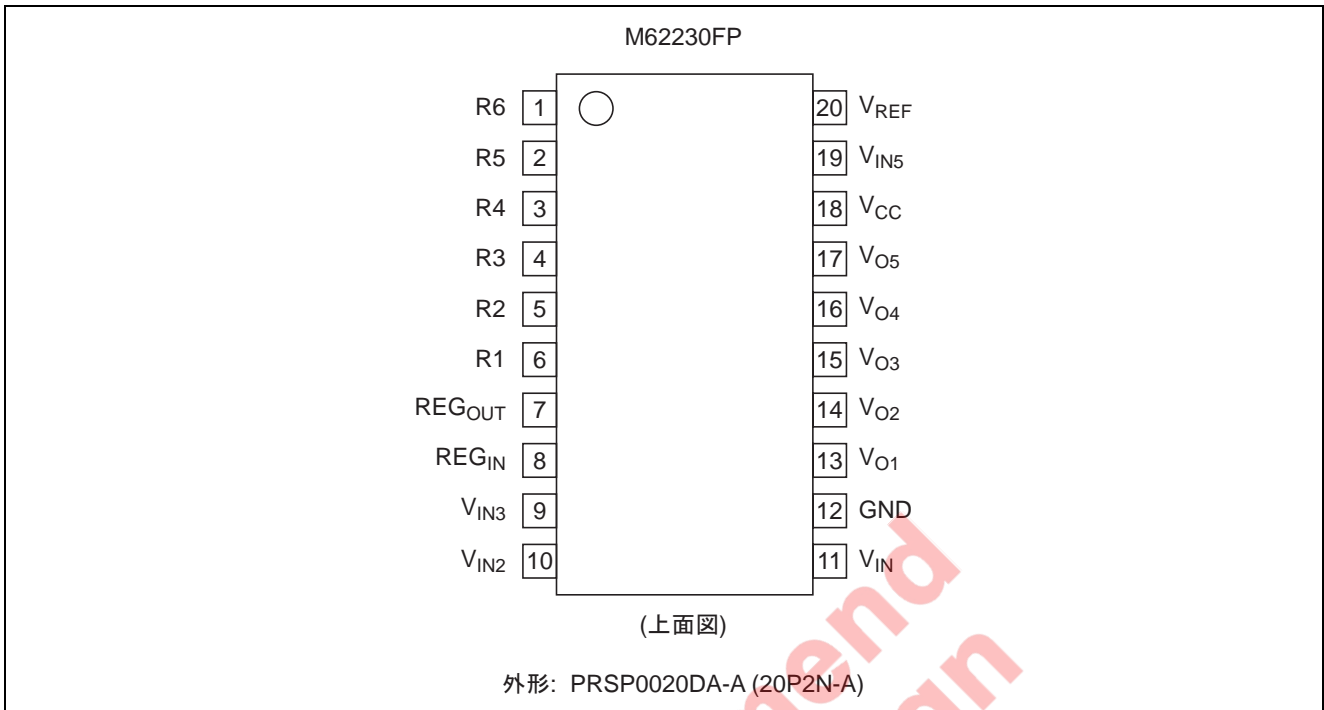 M62230FP
R6 1 20 VREF
R5 2 19 VIN5
R4 3 18 VCC
R3 4 17 VO5
R2 5 16 VO4
R1 6 15 VO3
REGOUT 7 14 VO2
REGIN 8 13 VO1
VIN3 9 12 GND
VIN2 10 11 VIN
(上面図)
外形: PRSP0020DA-A (20P2N-A)